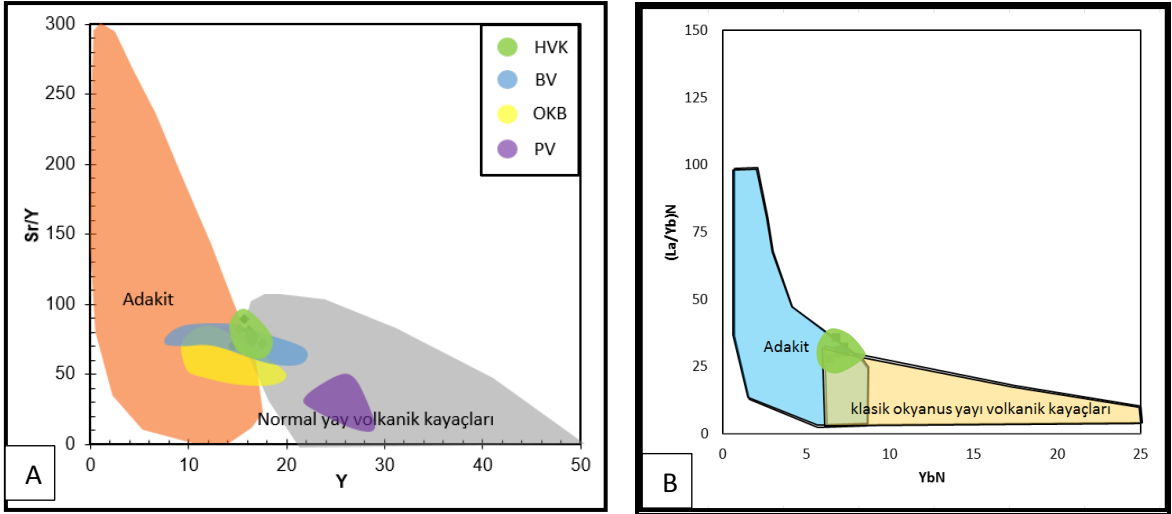 300
250
200
150
100
50
0
Sr/Y
0 10 20 30 40 50
Y
HVK
BV
OKB
PV
Adakit
Normal yay volkanik kayaçları
A
150
125
100
75
50
25
0
(La/Yb)N
0 5 10 15 20 25
YbN
Adakit
klasik okyanus yayı volkanik kayaçları
B